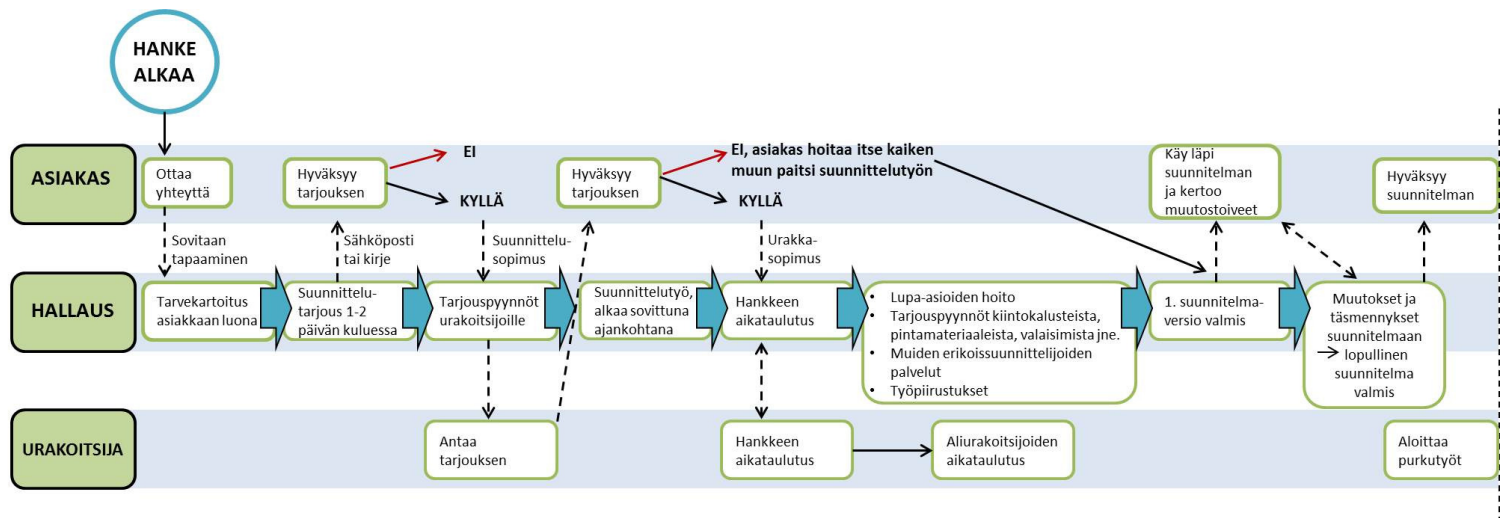 HANKE
ALKAA
ASIAKAS
Ottaa
yhteyttä
Hyväksyy
tarjouksen
EI
KYLLÄ
Hyväksyy
tarjouksen
EI, asiakas hoitaa itse kaiken
muun paitsi suunnittelutyön
KYLLÄ
Käy läpi
suunnitelman
ja kertoo
muutostoiveet
Hyväksyy
suunnitelman
Sovitaan
tapaaminen
Sähköposti
tai kirje
Suunnittelu-
sopimus
Urakka-
sopimus
HALLAUS
Tarvekartoitus
asiakkaan luona
Suunnittelu-
tarjous 1-2
päivän kuluessa
Tarjouspyynnöt
urakoitsijoille
Suunnittelutyö,
alkaa sovittuna
ajankohtana
Hankkeen
aikataulutus
• Lupa-asioiden hoito
• Tarjouspyynnöt kiintokalusteista,
pintamateriaaleista, valaisimista jne.
• Muiden erikoissuunnittelijoiden
palvelut
• Työpiirustukset
1. suunnitelma-
versio valmis
Muutokset ja
täsmennykset
suunnitelmaan
→ lopullinen
suunnitelma
valmis
URAKOITSIJA
Antaa
tarjouksen
Hankkeen
aikataulutus
Aliurakoitsijoiden
aikataulutus
Aloittaa
purkutyöt